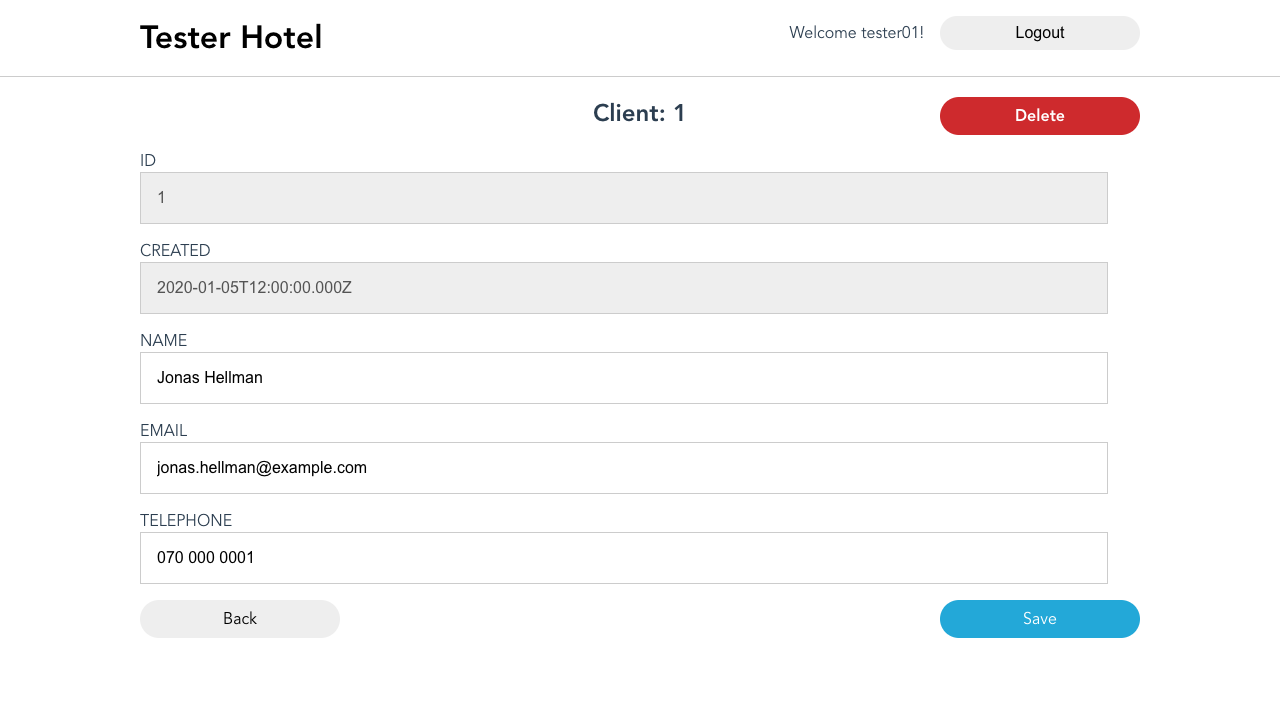 Tester Hotel
Welcome tester01!
Logout
Client: 1
Delete
ID
1
CREATED
2020-01-05T12:00:00.000Z
NAME
Jonas Hellman
EMAIL
jonas.hellman@example.com
TELEPHONE
070 000 0001
Back
Save